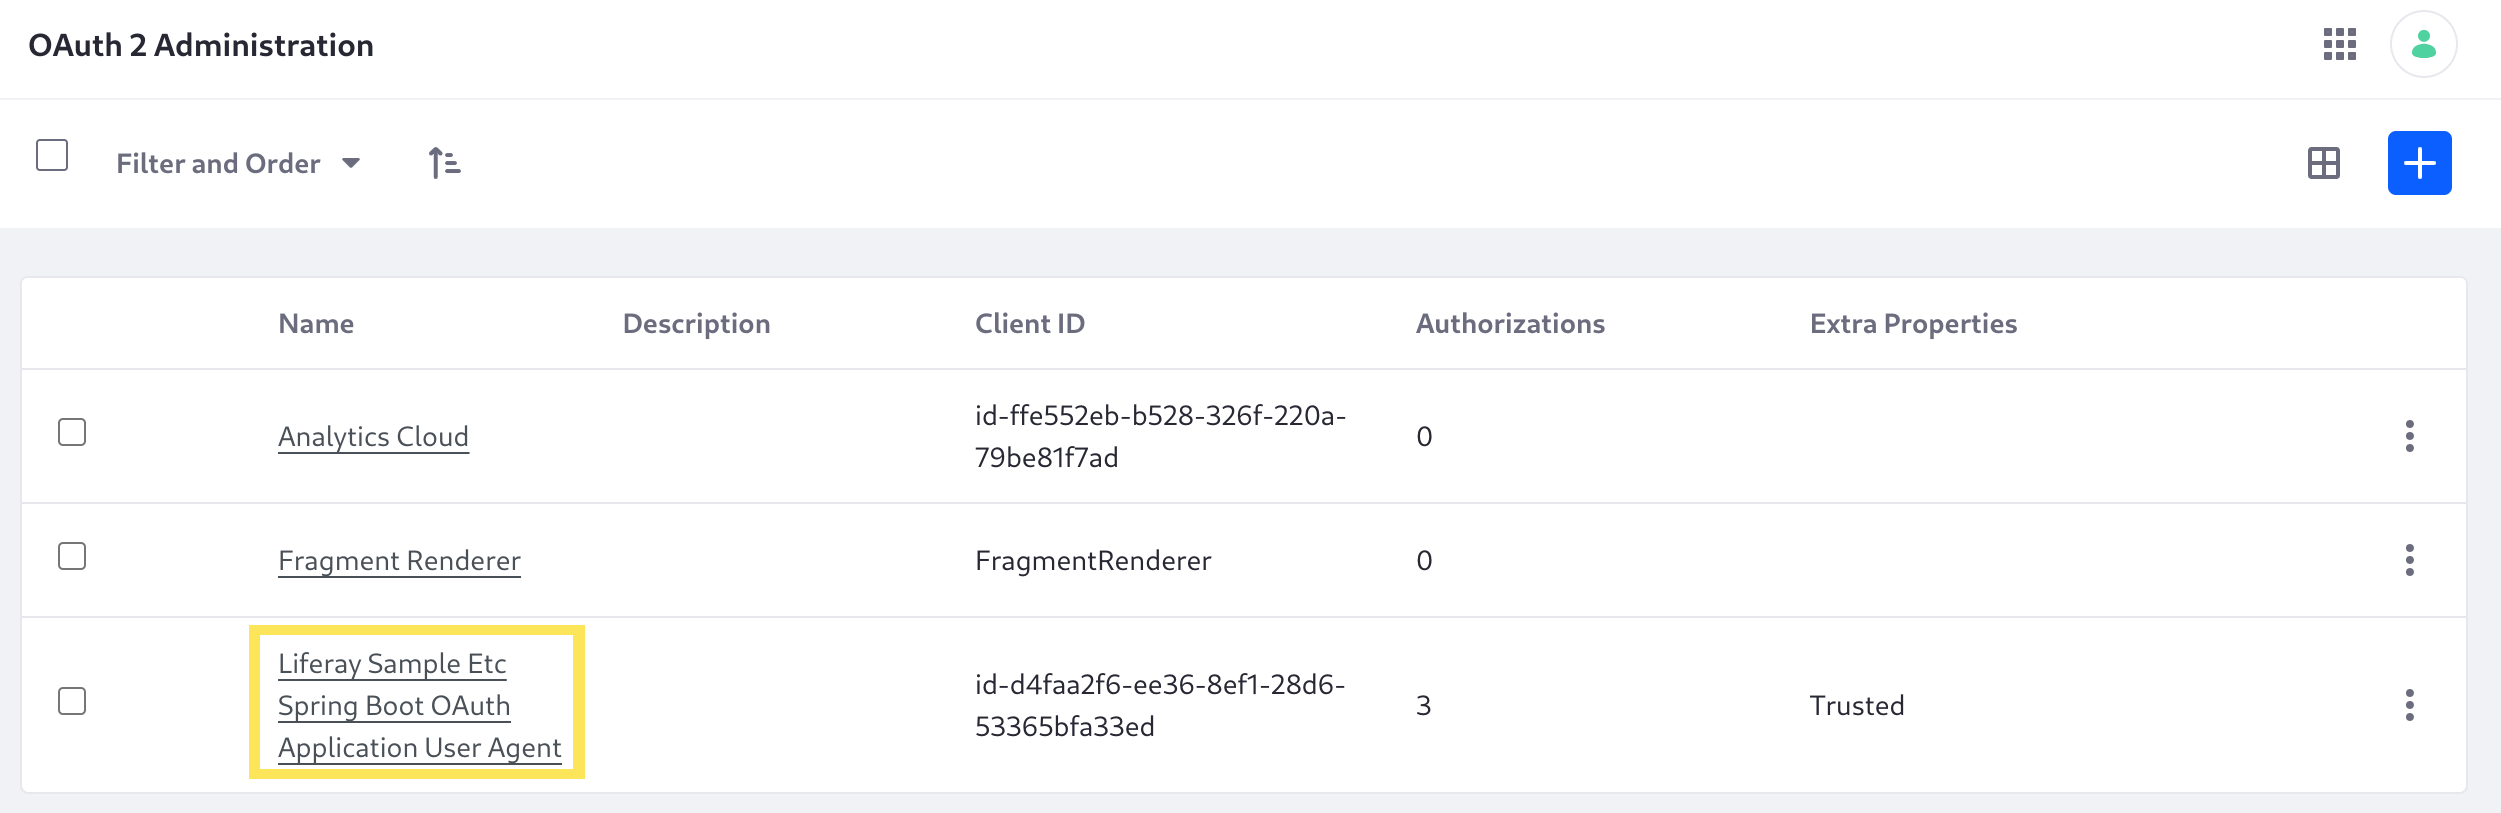 OAuth 2 Administration
Filter and Order
Name Description Client ID Authorizations Extra Properties
Analytics Cloud id-ffe552eb-b528-326f-220a-
79be81f7ad 0
Fragment Renderer FragmentRenderer 0
Liferay Sample Etc
Spring Boot OAuth
Application User Agent
id-d4faa2f6-ee36-8ef1-28d6-
53365bfa33ed
3
Trusted